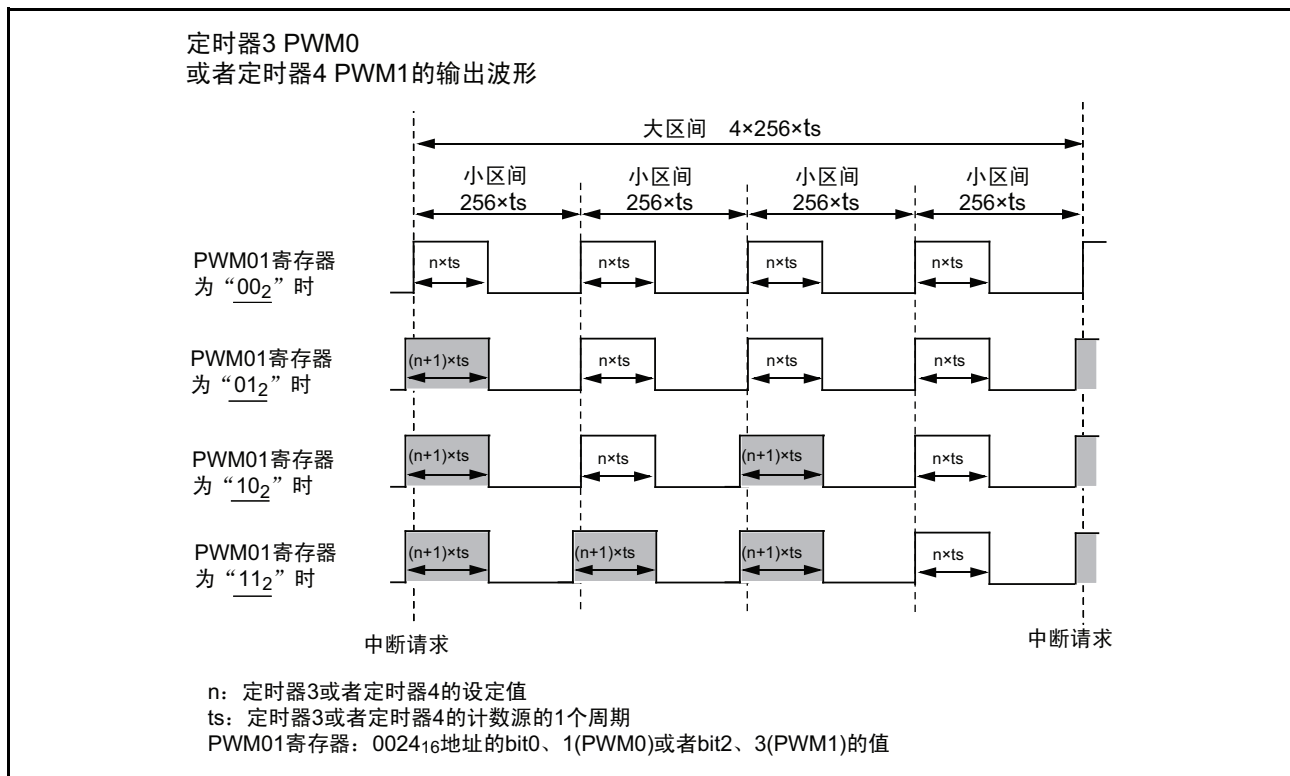 定时器3 PWM0
或者定时器4 PWM1的输出波形
大区间 4×256×ts
小区间 小区间 小区间 小区间
256×ts 256×ts 256×ts 256×ts
PWM01寄存器
为“00₂”时
n×ts n×ts n×ts n×ts
PWM01寄存器
为“01₂”时
(n+1)×ts n×ts n×ts n×ts
PWM01寄存器
为“10₂”时
(n+1)×ts n×ts (n+1)×ts n×ts
PWM01寄存器
为“11₂”时
(n+1)×ts (n+1)×ts (n+1)×ts n×ts
中断请求 中断请求
n：定时器3或者定时器4的设定值
ts：定时器3或者定时器4的计数源的1个周期
PWM01寄存器：0024₁₆地址的bit0、1(PWM0)或者bit2、3(PWM1)的值